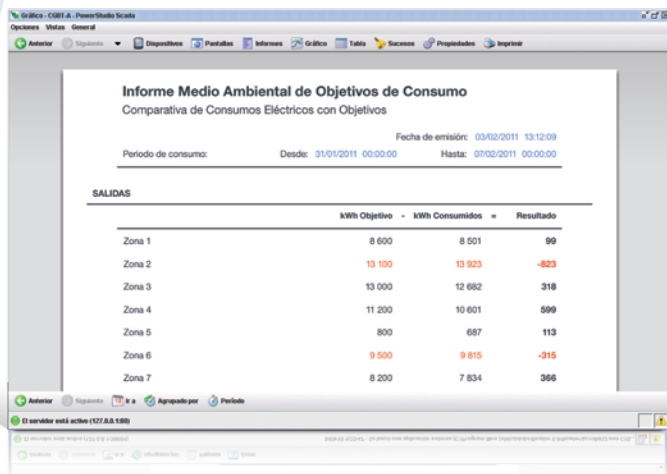 Gráfico - CGBT-A - PowerStudio Scada
Opciones Vistas General
Anterior Siguiente Dispositivos Pantallas Informes Gráfico Tabla Sucesos Propiedades Imprimir
Informe Medio Ambiental de Objetivos de Consumo
Comparativa de Consumos Eléctricos con Objetivos
Fecha de emisión: 03/02/2011 13:12:09
Periodo de consumo: Desde: 31/01/2011 00:00:00 Hasta: 07/02/2011 00:00:00
SALIDAS
kWh Objetivo - kWh Consumidos = Resultado
Zona 1 8 600 8 501 99
Zona 2 13 100 13 923 -823
Zona 3 13 000 12 682 318
Zona 4 11 200 10 601 599
Zona 5 800 687 113
Zona 6 9 500 9 815 -315
Zona 7 8 200 7 834 366
Anterior Siguiente Ir a Agrupado por Período
El servidor está activo (127.0.0.1:80)